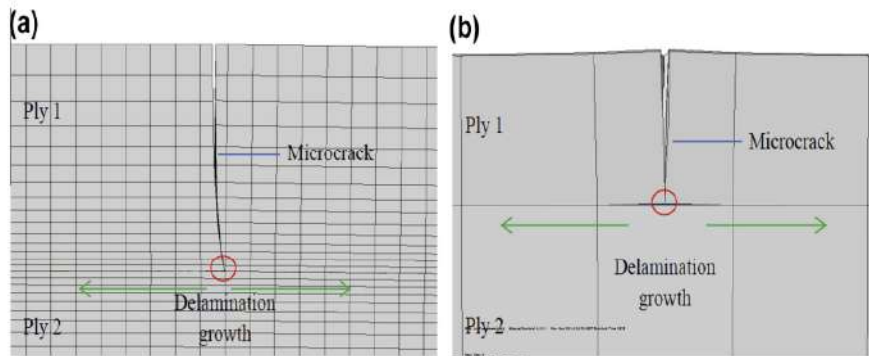 (a)
Ply 1
Microcrack
Delamination
growth
Ply 2
(b)
Ply 1
Microcrack
Delamination
growth
Ply 2